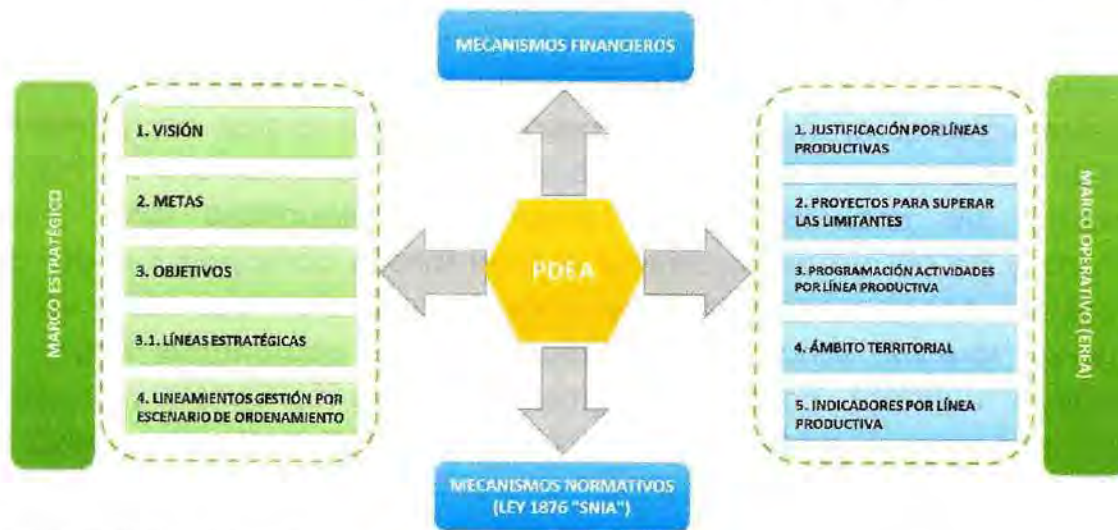 MECANISMOS FINANCIEROS
MARCO ESTRATÉGICO
1. VISIÓN
2. METAS
3. OBJETIVOS
3.1. LÍNEAS ESTRATÉGICAS
4. LINEAMIENTOS GESTIÓN POR
ESCENARIO DE ORDENAMIENTO
PDEA
1. JUSTIFICACIÓN POR LÍNEAS
PRODUCTIVAS
2. PROYECTOS PARA SUPERAR
LAS LIMITANTES
3. PROGRAMACIÓN ACTIVIDADES
POR LÍNEA PRODUCTIVA
4. ÁMBITO TERRITORIAL
5. INDICADORES POR LÍNEA
PRODUCTIVA
MARCO OPERATIVO (EREA)
MECANISMOS NORMATIVOS
(LEY 1876 "SNIA")